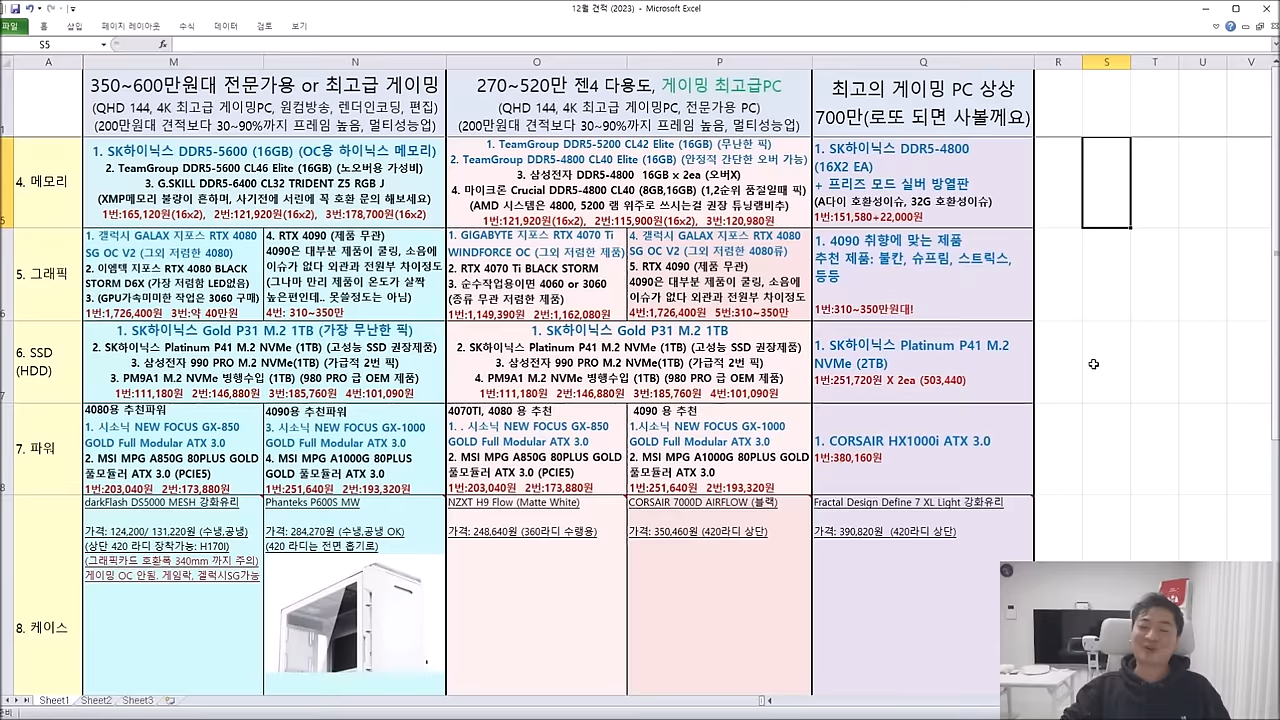 12월 견적 (2023) - Microsoft Excel
파일 홈 삽입 페이지 레이아웃 수식 데이터 검토 보기
S5 fx
A M N O P Q R S T U V
350~600만원대 전문가용 or 최고급 게이밍
(QHD 144, 4K 최고급 게이밍PC, 원컴방송, 렌더인코딩, 편집)
(200만원대 견적보다 30~90%까지 프레임 높음, 멀티성능업)
270~520만 젠4 다용도, 게이밍 최고급PC
(QHD 144, 4K 최고급 게이밍PC, 전문가용 PC)
(200만원대 견적보다 30~90%까지 프레임 높음, 멀티성능업)
최고의 게이밍 PC 상상
700만(로또 되면 사볼께요)
1
4. 메모리
5
1. SK하이닉스 DDR5-5600 (16GB) (OC용 하이닉스 메모리)
2. TeamGroup DDR5-5600 CL46 Elite (16GB) (노오버용 가성비)
3. G.SKILL DDR5-6400 CL32 TRIDENT Z5 RGB J
(XMP메모리 불량이 흔하며, 사기전에 서린에 꼭 호환 문의 해보세요)
1번:165,120원(16x2), 2번:121,920원(16x2), 3번:178,700원(16x2)
1. TeamGroup DDR5-5200 CL42 Elite (16GB) (무난한 픽)
2. TeamGroup DDR5-4800 CL40 Elite (16GB) (안정적 간단한 오버 가능)
3. 삼성전자 DDR5-4800 16GB x 2ea (오버X)
4. 마이크론 Crucial DDR5-4800 CL40 (8GB,16GB) (1,2순위 품절일때 픽)
(AMD 시스템은 4800, 5200 램 위주로 쓰시는걸 권장 듀닝램비추)
1번:121,920원(16x2), 2번:115,900원(16x2), 3번:120,980원
1. SK하이닉스 DDR5-4800
(16X2 EA)
+ 프리즈 모드 실버 방열판
(A다이 호환성이슈, 32G 호환성이슈)
1번:151,580+22,000원
5. 그래픽
6
1. 갤럭시 GALAX 지포스 RTX 4080
SG OC V2 (그외 저렴한 4080)
2. 이엠텍 지포스 RTX 4080 BLACK
STORM D6X (가장 저렴함 LED없음)
3. (GPU가속미미한 작업은 3060 구매)
1번:1,726,400원 3번:약 40만원
4. RTX 4090 (제품 무관)
4090은 대부분 제품이 쿨링, 소음에
이슈가 없다 외관과 전원부 차이정도
(그나마 만리 제품이 온도가 살짝
높은편인데.. 못쓸정도는 아님)
4번: 310~350만
1. GIGABYTE 지포스 RTX 4070 Ti
WINDFORCE OC (그외 저렴한 제품)
2. RTX 4070 Ti BLACK STORM
3. 순수작업용이면 4060 or 3060
(종류 무관 저렴한 제품)
1번:1,149,390원 2번:1,162,080원
4. 갤럭시 GALAX 지포스 RTX 4080
SG OC V2 (그외 저렴한 4080류)
5. RTX 4090 (제품 무관)
4090은 대부분 제품이 쿨링, 소음에
이슈가 없다 외관과 전원부 차이정도
4번:1,726,400원 5번:310~350만
1. 4090 취향에 맞는 제품
추천 제품: 불칸, 슈프림, 스트릭스,
등등
1번:310~350만원대!
6. SSD
(HDD)
7
1. SK하이닉스 Gold P31 M.2 1TB (가장 무난한 픽)
2. SK하이닉스 Platinum P41 M.2 NVMe (1TB) (고성능 SSD 권장제품)
3. 삼성전자 990 PRO M.2 NVMe(1TB) (가급적 2번 픽)
4. PM9A1 M.2 NVMe 병행수입 (1TB) (980 PRO 급 OEM 제품)
1번:111,180원 2번:146,880원 3번:185,760원 4번:101,090원
1. SK하이닉스 Gold P31 M.2 1TB
2. SK하이닉스 Platinum P41 M.2 NVMe (1TB) (고성능 SSD 권장제품)
3. 삼성전자 990 PRO M.2 NVMe(1TB) (가급적 2번 픽)
4. PM9A1 M.2 NVMe 병행수입 (1TB) (980 PRO 급 OEM 제품)
1번:111,180원 2번:146,880원 3번:185,760원 4번:101,090원
1. SK하이닉스 Platinum P41 M.2
NVMe (2TB)
1번:251,720원 X 2ea (503,440)
7. 파워
8
4080용 추천파워
1. 시소닉 NEW FOCUS GX-850
GOLD Full Modular ATX 3.0
2. MSI MPG A850G 80PLUS GOLD
풀모듈러 ATX 3.0 (PCIE5)
1번:203,040원 2번:173,880원
4090용 추천파워
3. 시소닉 NEW FOCUS GX-1000
GOLD Full Modular ATX 3.0
4. MSI MPG A1000G 80PLUS
GOLD 풀모듈러 ATX 3.0
1번:251,640원 2번:193,320원
4070TI, 4080 용 추천
1. . 시소닉 NEW FOCUS GX-850
GOLD Full Modular ATX 3.0
2. MSI MPG A850G 80PLUS GOLD
풀모듈러 ATX 3.0 (PCIE5)
1번:203,040원 2번:173,880원
4090 용 추천
1.시소닉 NEW FOCUS GX-1000
GOLD Full Modular ATX 3.0
2. MSI MPG A1000G 80PLUS GOLD
풀모듈러 ATX 3.0
1번:251,640원 2번:193,320원
1. CORSAIR HX1000i ATX 3.0
1번:380,160원
8. 케이스
darkFlash DS5000 MESH 강화유리
가격: 124,200/ 131,220원 (수냉,공냉)
(상단 420 라디 장착가능: H170I)
(그래픽카드 호환폭 340mm 까지 주의)
게이밍 OC 안됨. 게임락, 겔럭시SG가능
Phanteks P600S MW
가격: 284,270원 (수냉,공냉 OK)
(420 라디는 전면 흡기로)
NZXT H9 Flow (Matte White)
가격: 248,640원 (360라디 수행용)
CORSAIR 7000D AIRFLOW (블랙)
가격: 350,460원 (420라디 상단)
Fractal Design Define 7 XL Light 강화유리
가격: 390,820원 (420라디 상단)
Sheet1 Sheet2 Sheet3
준비